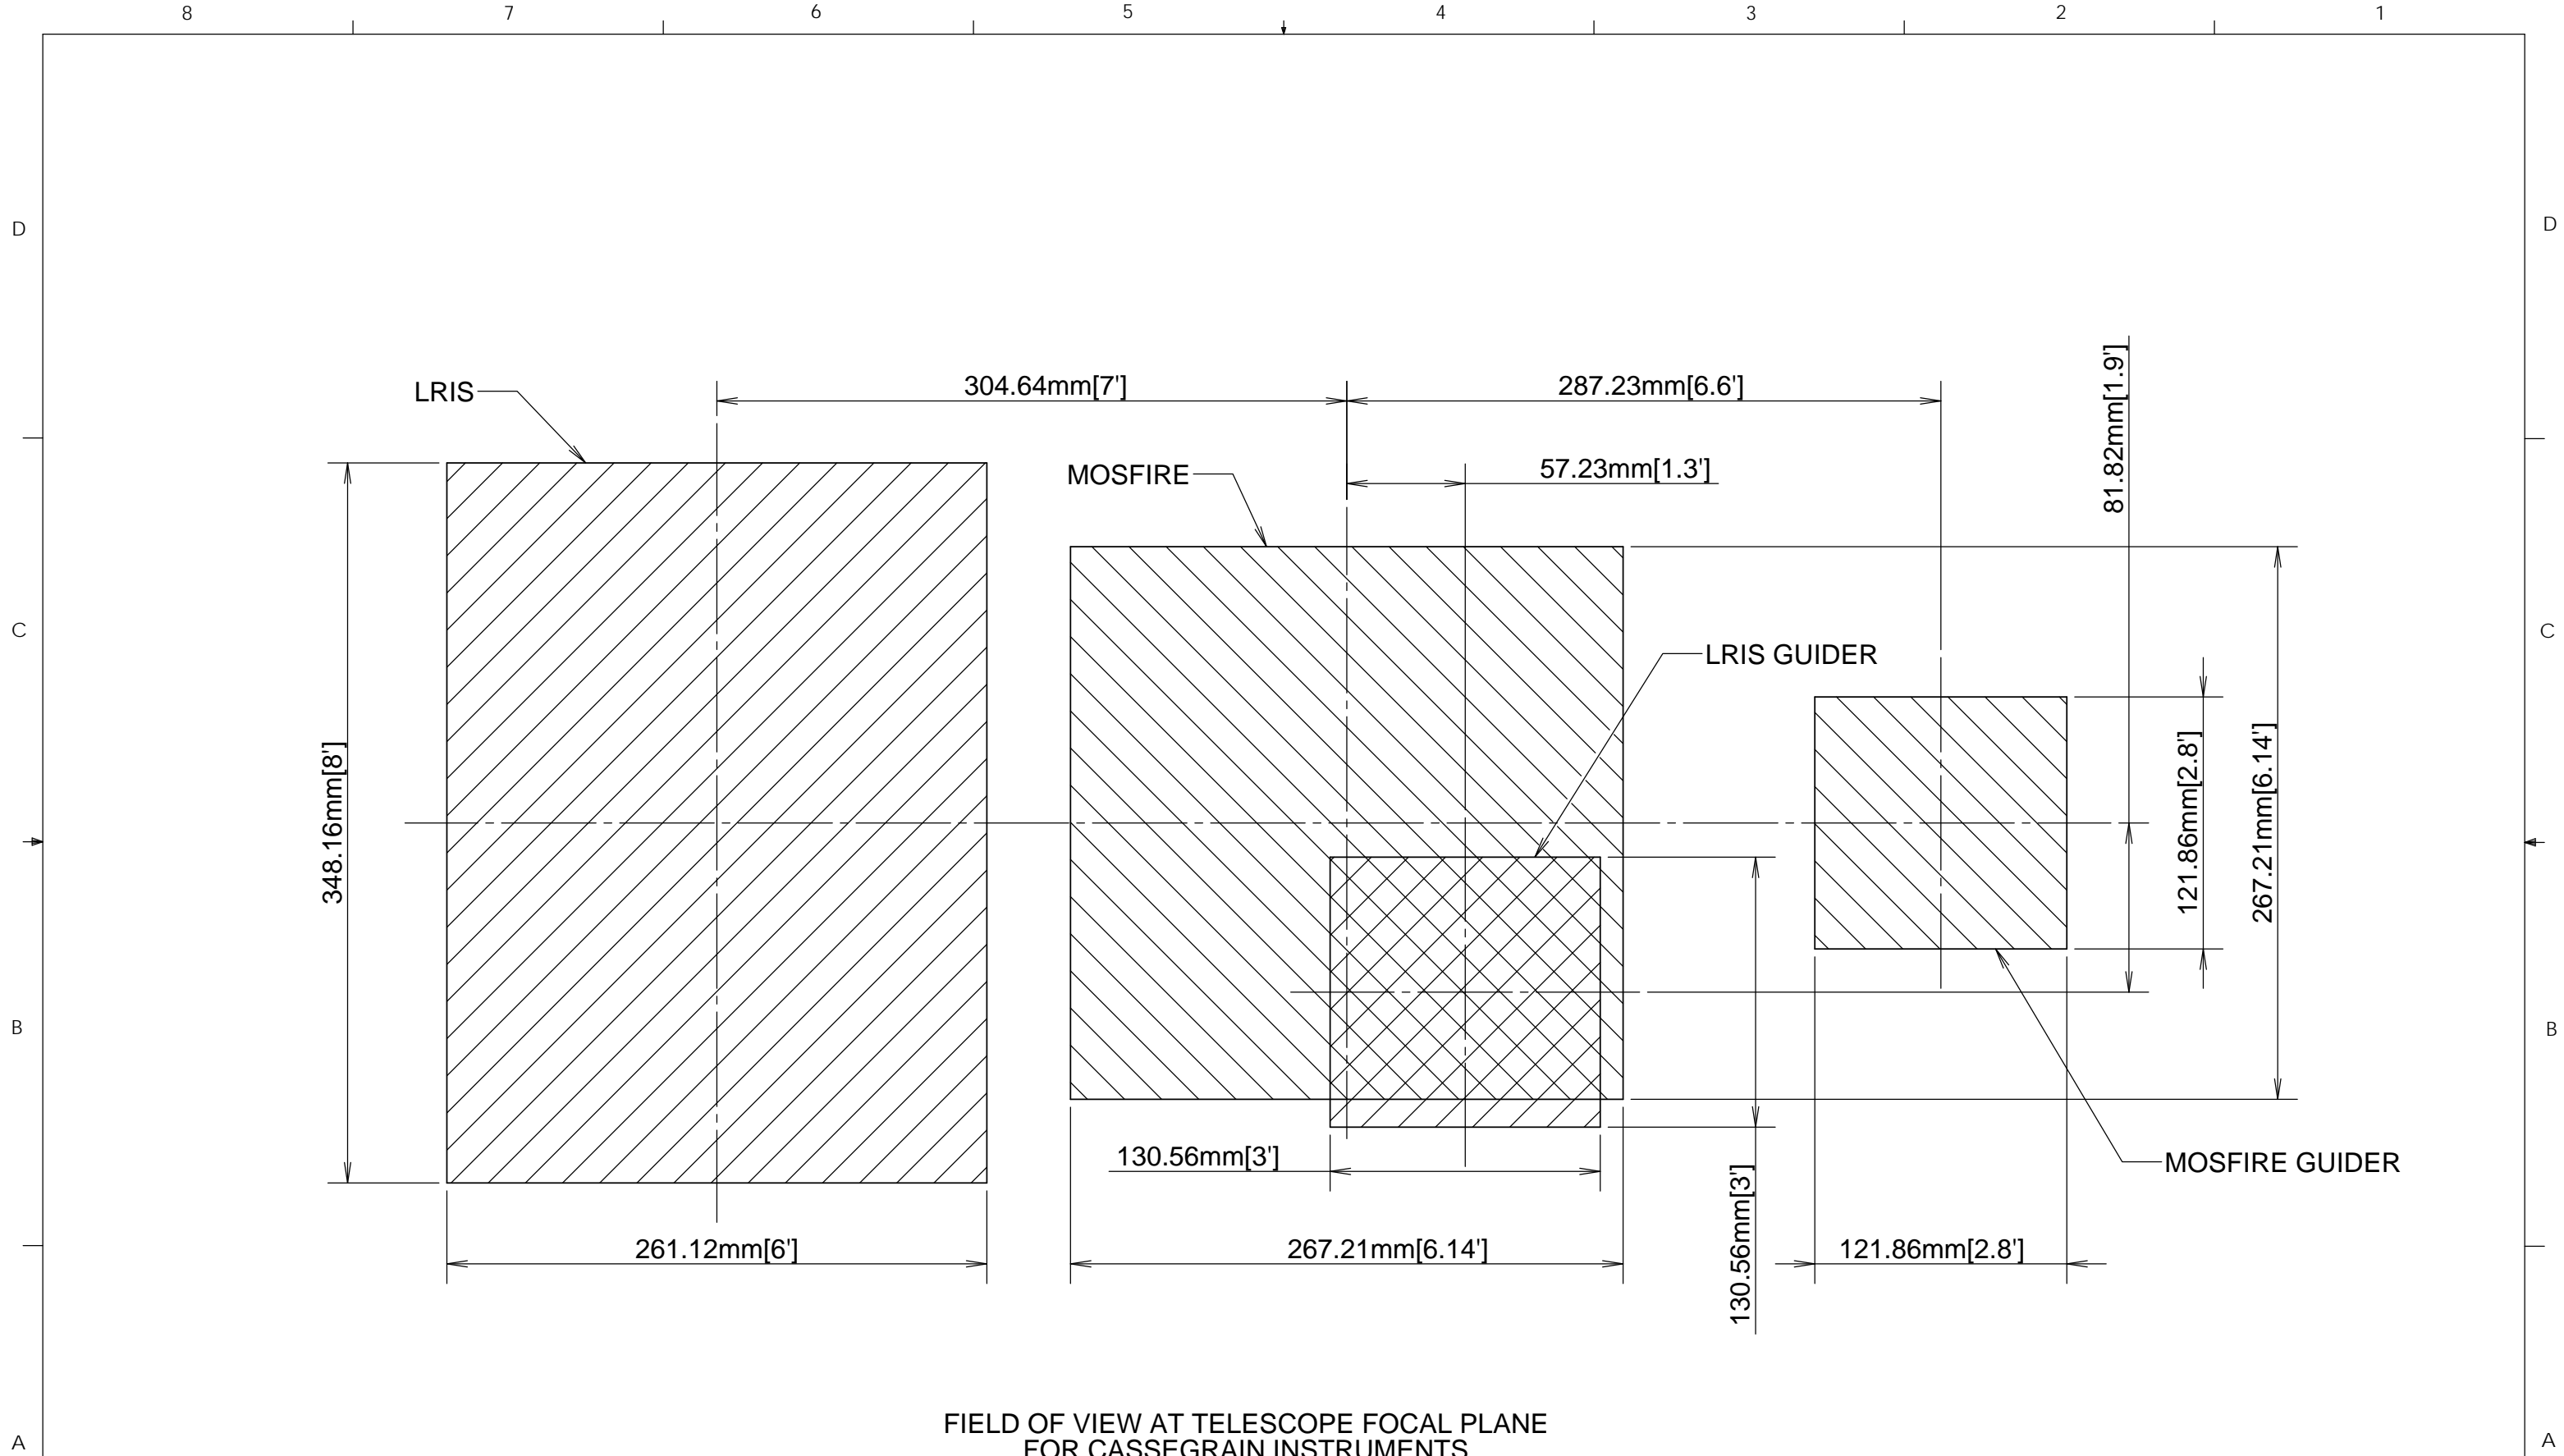 8 7 6 5 4 3 2 1
D D
LRIS
304.64mm[7']
287.23mm[6.6']
81.82mm[1.9']
MOSFIRE
57.23mm[1.3']
C C
LRIS GUIDER
348.16mm[8']
121.86mm[2.8']
267.21mm[6.14']
B B
130.56mm[3']
MOSFIRE GUIDER
130.56mm[3']
261.12mm[6']
267.21mm[6.14']
121.86mm[2.8']
FIELD OF VIEW AT TELESCOPE FOCAL PLANE
FOR CASSEGRAIN INSTRUMENTS
A A